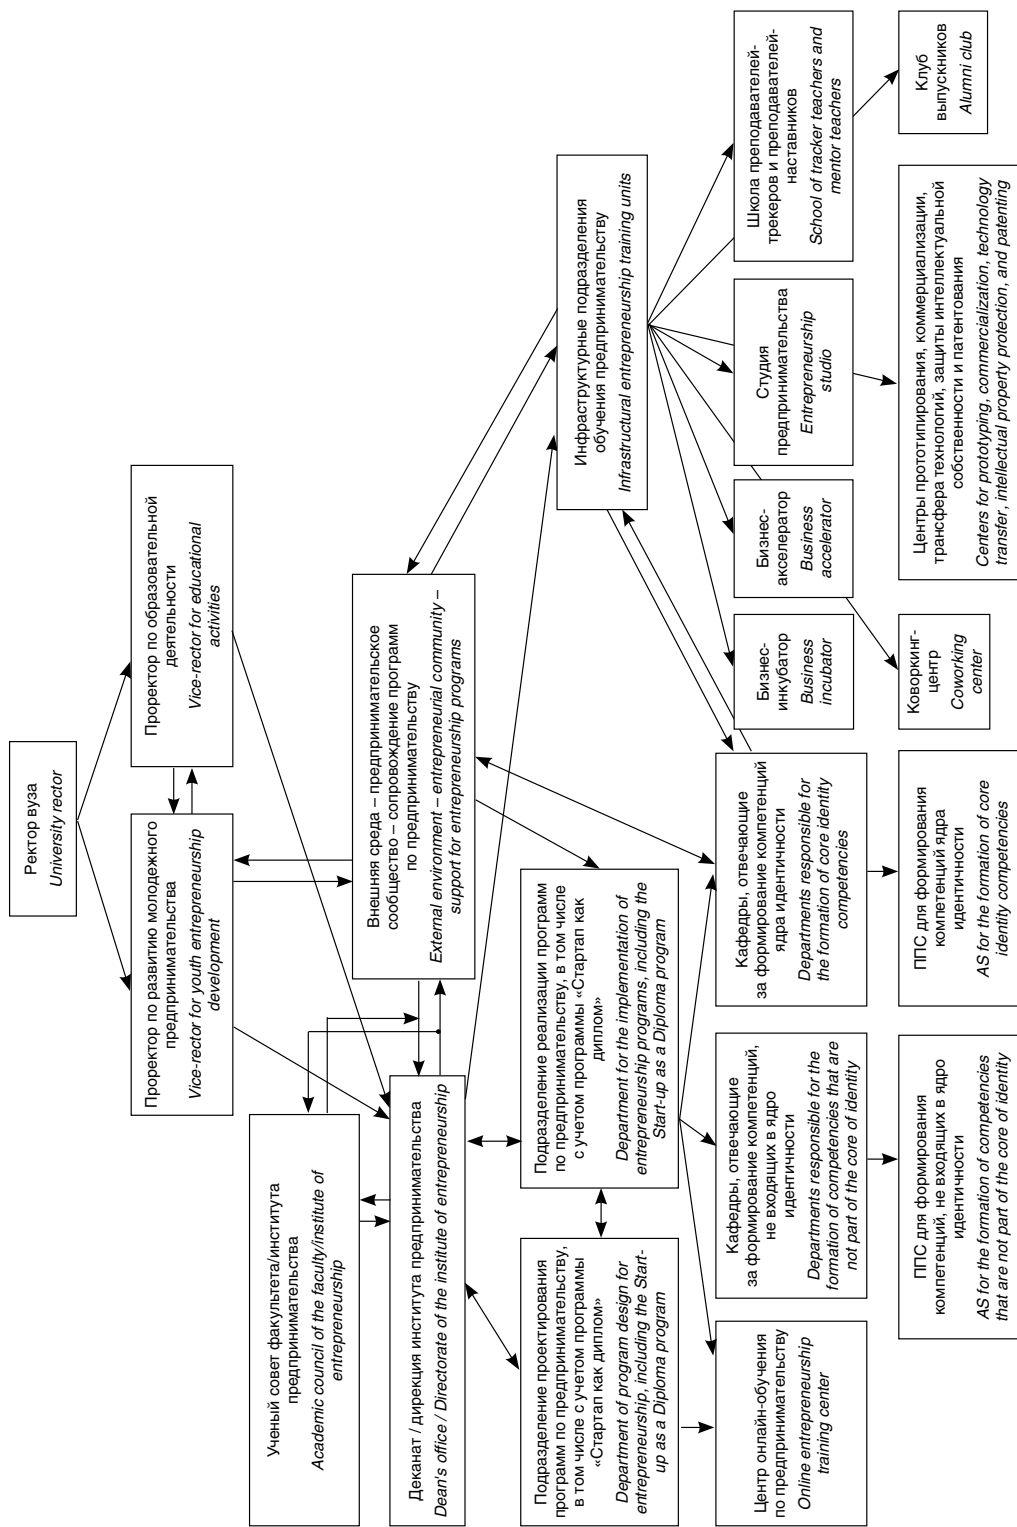 Ректор вуза
University rector
Проректор по развитию молодежного
предпринимательства
Vice-rector for youth entrepreneurship
development
Проректор по образовательной
деятельности
Vice-rector for educational
activities
Ученый совет факультета/института
предпринимательства
Academic council of the faculty/institute of
entrepreneurship
Деканат / дирекция института предпринимательства
Dean's office / Directorate of the institute of entrepreneurship
Внешняя среда – предпринимательское
сообщество – сопровождение программ
по предпринимательству
External environment – entrepreneurial community –
support for entrepreneurship programs
Подразделение проектирования
программ по предпринимательству,
в том числе с учетом программы
«Стартап как диплом»
Department of program design for
entrepreneurship, including the Start-
up as a Diploma program
Подразделение реализации программ
по предпринимательству, в том числе
с учетом программы «Стартап как
диплом»
Department for the implementation of
entrepreneurship programs, including the
Start-up as a Diploma program
Инфраструктурные подразделения
обучения предпринимательству
Infrastructural entrepreneurship training units
Центр онлайн-обучения
по предпринимательству
Online entrepreneurship
training center
Кафедры, отвечающие
за формирование компетенций,
не входящих в ядро
идентичности
Departments responsible for the
formation of competencies that are
not part of the core of identity
Кафедры, отвечающие
за формирование компетенций
ядра идентичности
Departments responsible for
the formation of core identity
competencies
Бизнес-
инкубатор
Business
incubator
Бизнес-
акселератор
Business
accelerator
Студия
предпринимательства
Entrepreneurship
studio
Школа преподавателей-
трекеров и преподавателей-
наставников
School of tracker teachers and
mentor teachers
ППС для формирования
компетенций, не входящих в ядро
идентичности
AS for the formation of competencies
that are not part of the core of identity
ППС для формирования
компетенций ядра
идентичности
AS for the formation of core
identity competencies
Коворкинг-
центр
Coworking
center
Центры прототипирования, коммерциализации,
трансфера технологий, защиты интеллектуальной
собственности и патентования
Centers for prototyping, commercialization, technology
transfer, intellectual property protection, and patenting
Клуб
выпускников
Alumni club